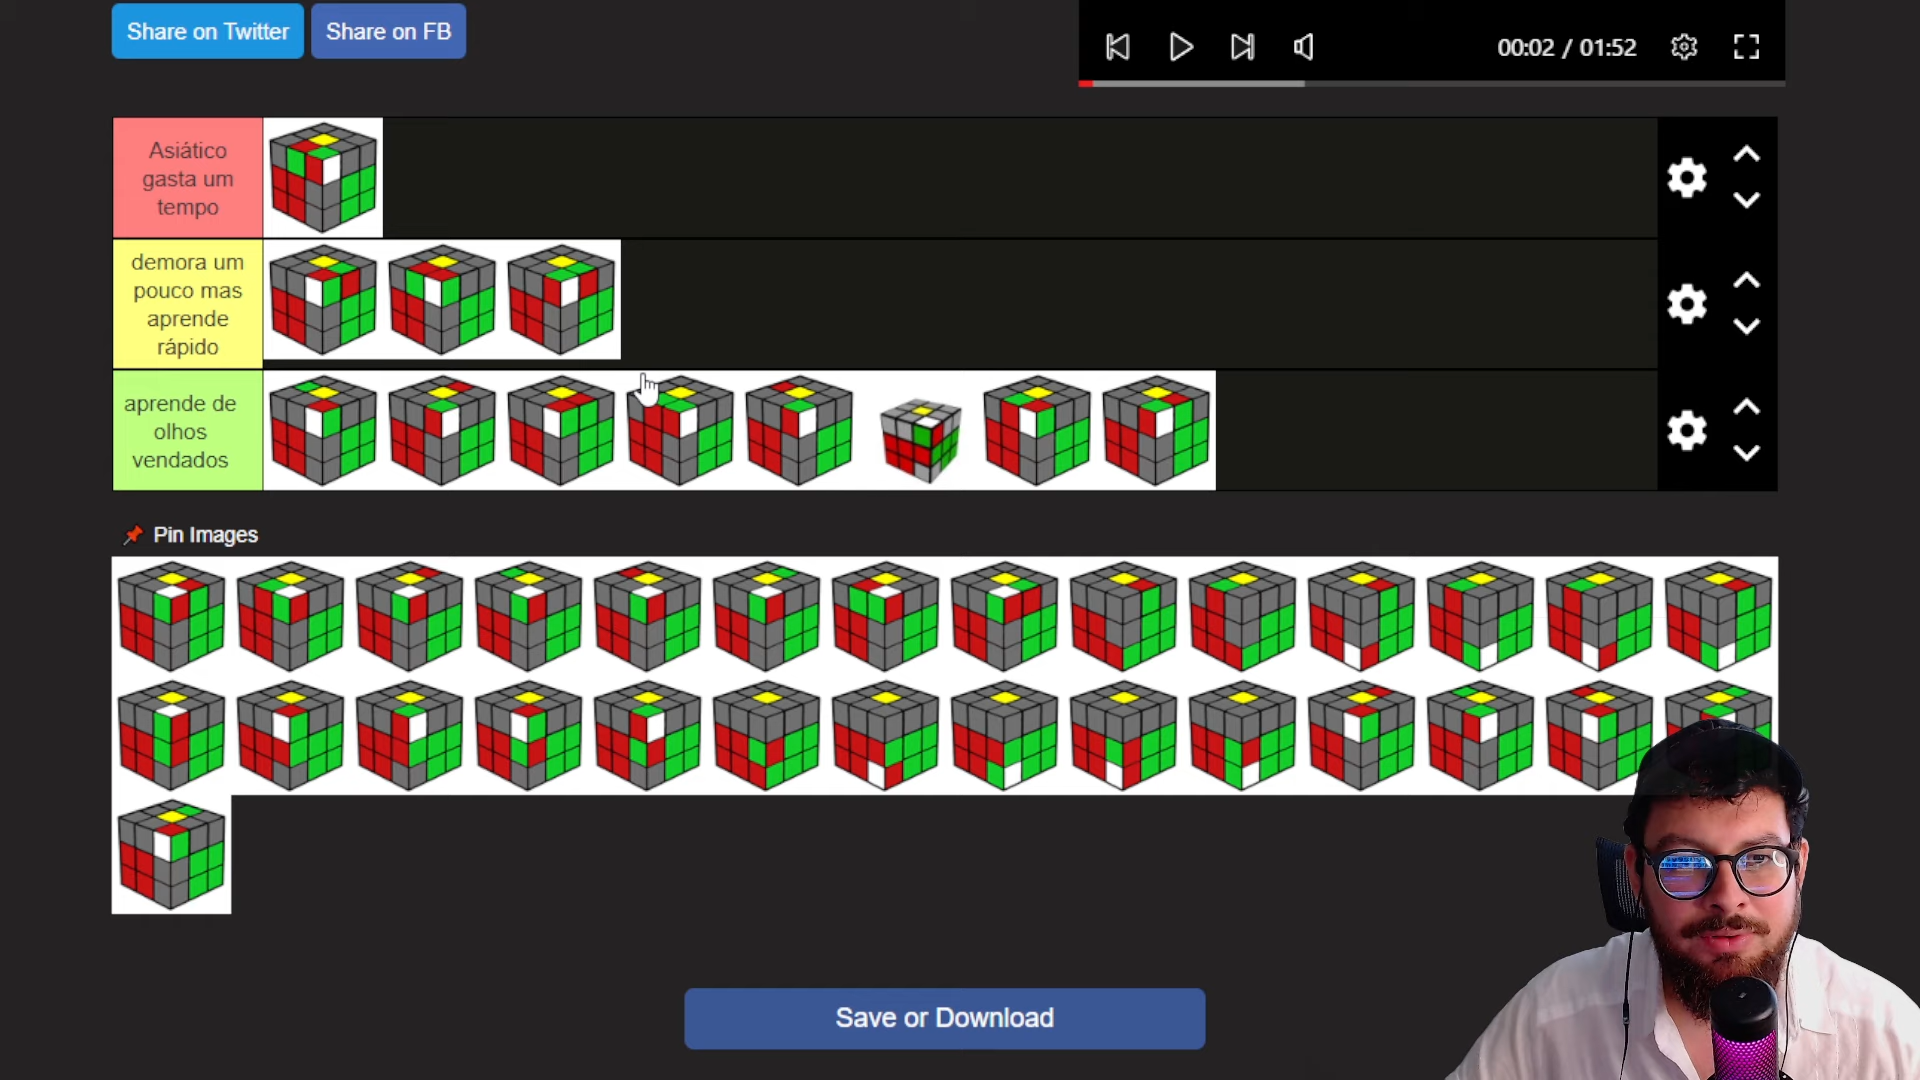 Share on Twitter
Share on FB
00:02 / 01:52
Asiático
gasta um
tempo
demora um
pouco mas
aprende
rápido
aprende de
olhos
vendados
Pin Images
Save or Download